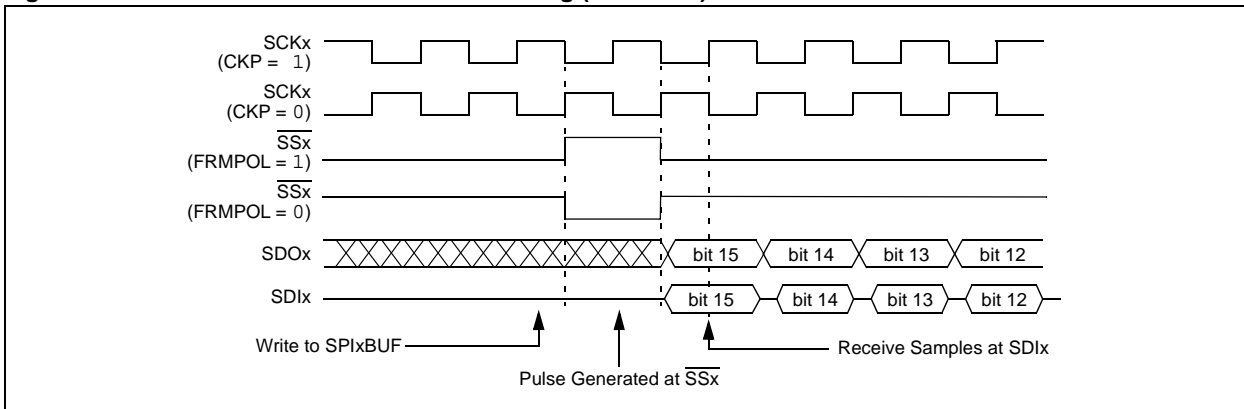 SCKx
(CKP = 1)
SCKx
(CKP = 0)
SSx
(FRMPOL = 1)
SSx
(FRMPOL = 0)
SDOx bit 15 bit 14 bit 13 bit 12
SDIx bit 15 bit 14 bit 13 bit 12
Write to SPIxBUF Receive Samples at SDIx
Pulse Generated at SSx